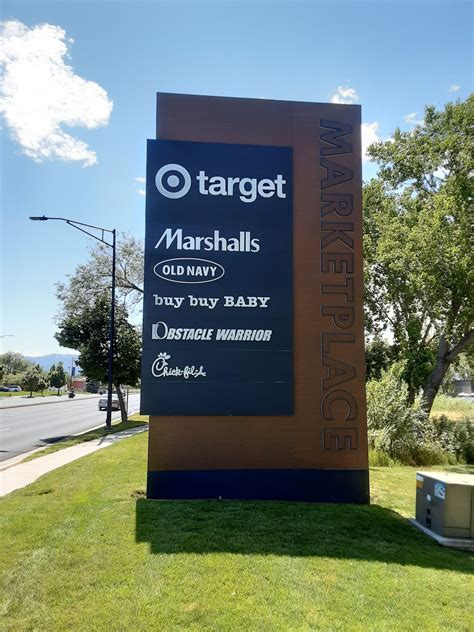 target
Marshalls
OLD NAVY
buy buy BABY
OBSTACLE WARRIOR
Chick-fil-A
MARKETPLACE